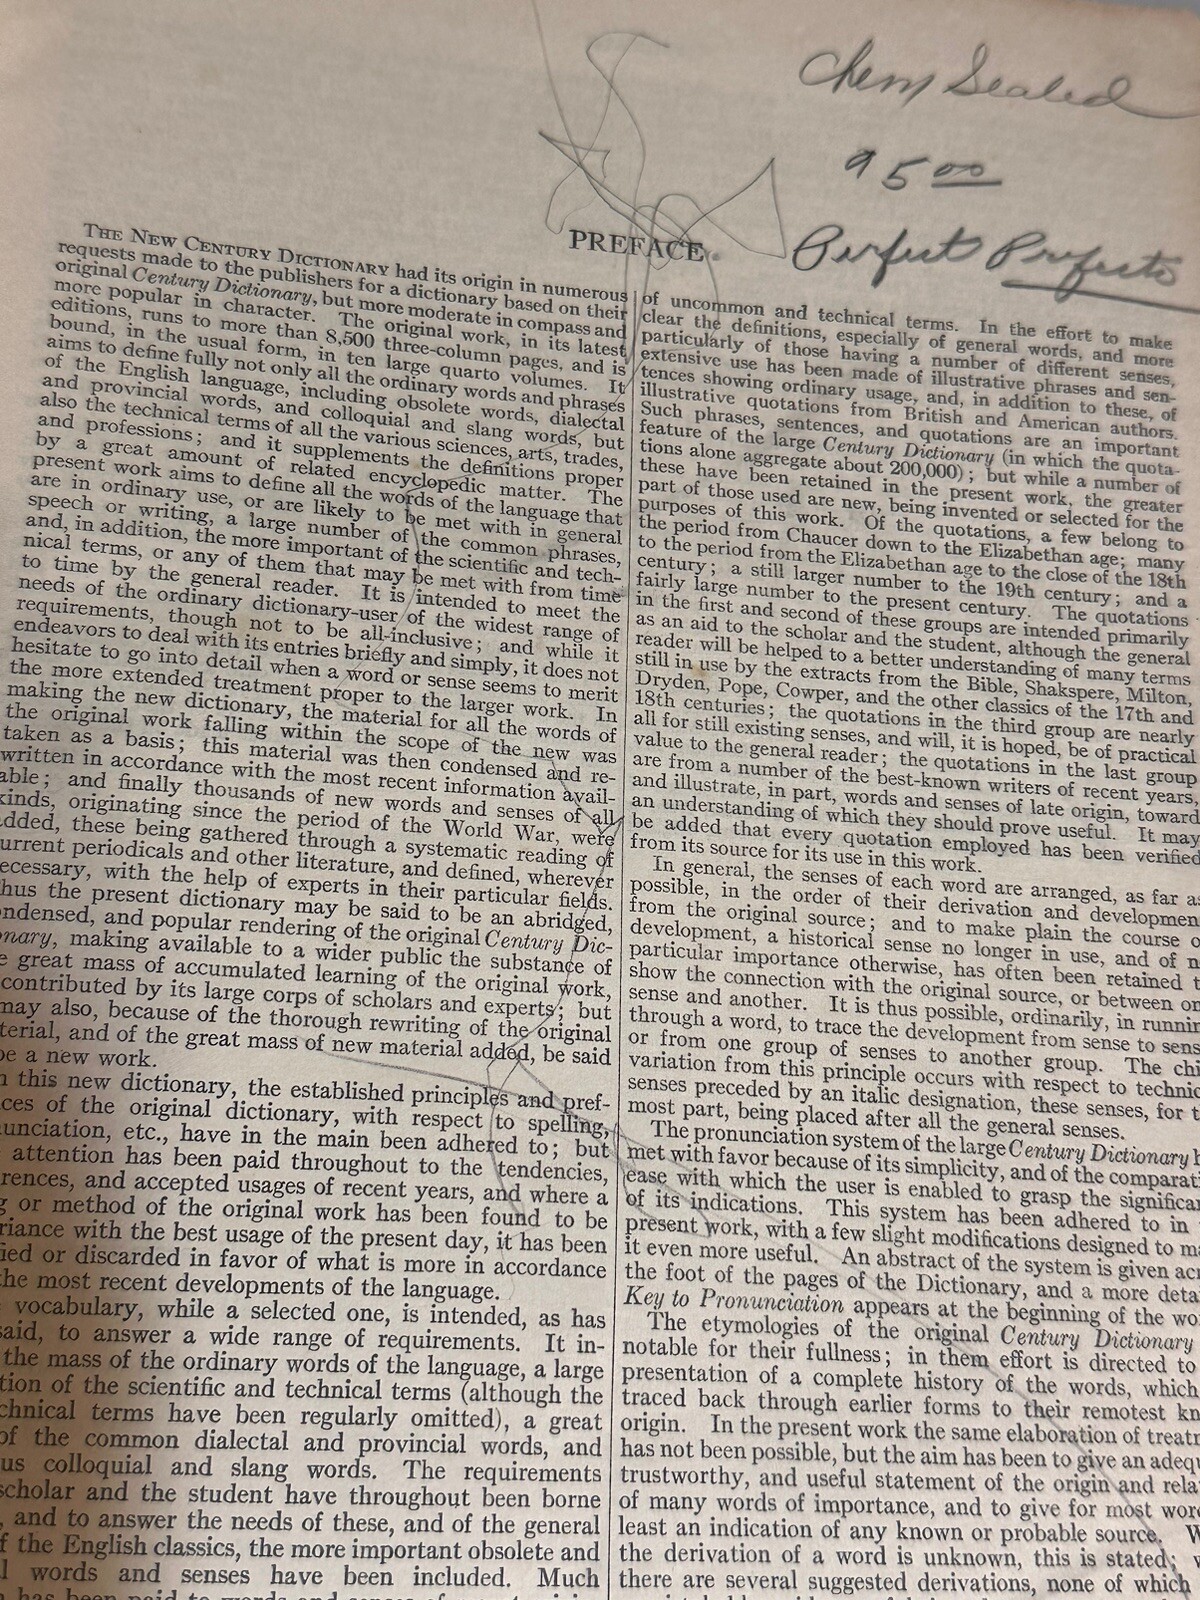 Chem Sealed
95 00
Perfect Prefecto
PREFACE.
THE NEW CENTURY DICTIONARY had its origin in numerous
requests made to the publishers for a dictionary based on their
original Century Dictionary, but more moderate in compass and
more popular in character. The original work, in its latest
editions, runs to more than 8,500 three-column pages, and is
bound, in the usual form, in ten large quarto volumes. It
aims to define fully not only all the ordinary words and phrases
of the English language, including obsolete words, dialectal
and provincial words, and colloquial and slang words, but
also the technical terms of all the various sciences, arts, trades,
and professions; and it supplements the definitions proper
by a great amount of related encyclopedic matter. The
present work aims to define all the words of the language that
are in ordinary use, or are likely to be met with in general
speech or writing, a large number of the common phrases,
and, in addition, the more important of the scientific and tech-
nical terms, or any of them that may be met with from time
to time by the general reader. It is intended to meet the
needs of the ordinary dictionary-user of the widest range of
requirements, though not to be all-inclusive; and while it
endeavors to deal with its entries briefly and simply, it does not
hesitate to go into detail when a word or sense seems to merit
the more extended treatment proper to the larger work. In
making the new dictionary, the material for all the words of
the original work falling within the scope of the new was
taken as a basis; this material was then condensed and re-
written in accordance with the most recent information avail-
able; and finally thousands of new words and senses of all
kinds, originating since the period of the World War, were
added, these being gathered through a systematic reading of
urrent periodicals and other literature, and defined, wherever
ecessary, with the help of experts in their particular fields.
hus the present dictionary may be said to be an abridged,
ondensed, and popular rendering of the original Century Dic-
onary, making available to a wider public the substance of
e great mass of accumulated learning of the original work,
contributed by its large corps of scholars and experts; but
may also, because of the thorough rewriting of the original
terial, and of the great mass of new material added, be said
be a new work.
n this new dictionary, the established principles and pref-
ces of the original dictionary, with respect to spelling,
unciation, etc., have in the main been adhered to; but
attention has been paid throughout to the tendencies,
rences, and accepted usages of recent years, and where a
g or method of the original work has been found to be
riance with the best usage of the present day, it has been
ied or discarded in favor of what is more in accordance
the most recent developments of the language.
vocabulary, while a selected one, is intended, as has
said, to answer a wide range of requirements. It in-
the mass of the ordinary words of the language, a large
tion of the scientific and technical terms (although the
chnical terms have been regularly omitted), a great
of the common dialectal and provincial words, and
us colloquial and slang words. The requirements
scholar and the student have throughout been borne
, and to answer the needs of these, and of the general
f the English classics, the more important obsolete and
l words and senses have been included. Much
of uncommon and technical terms. In the effort to make
clear the definitions, especially of general words, and more
particularly of those having a number of different senses,
extensive use has been made of illustrative phrases and sen-
tences showing ordinary usage, and, in addition to these, of
illustrative quotations from British and American authors.
Such phrases, sentences, and quotations are an important
feature of the large Century Dictionary (in which the quota-
tions alone aggregate about 200,000); but while a number of
these have been retained in the present work, the greater
part of those used are new, being invented or selected for the
purposes of this work. Of the quotations, a few belong to
the period from Chaucer down to the Elizabethan age; many
to the period from the Elizabethan age to the close of the 18th
century; a still larger number to the 19th century; and a
fairly large number to the present century. The quotations
in the first and second of these groups are intended primarily
as an aid to the scholar and the student, although the general
reader will be helped to a better understanding of many terms
still in use by the extracts from the Bible, Shakspere, Milton,
Dryden, Pope, Cowper, and the other classics of the 17th and
18th centuries; the quotations in the third group are nearly
all for still existing senses, and will, it is hoped, be of practical
value to the general reader; the quotations in the last group
are from a number of the best-known writers of recent years,
and illustrate, in part, words and senses of late origin, toward
an understanding of which they should prove useful. It may
be added that every quotation employed has been verified
from its source for its use in this work.
In general, the senses of each word are arranged, as far as
possible, in the order of their derivation and developmen
from the original source; and to make plain the course o
development, a historical sense no longer in use, and of n
particular importance otherwise, has often been retained t
show the connection with the original source, or between on
sense and another. It is thus possible, ordinarily, in runnin
through a word, to trace the development from sense to sens
or from one group of senses to another group. The chi
variation from this principle occurs with respect to technic
senses preceded by an italic designation, these senses, for t
most part, being placed after all the general senses.
The pronunciation system of the large Century Dictionary h
met with favor because of its simplicity, and of the comparati
ease with which the user is enabled to grasp the significan
of its indications. This system has been adhered to in
present work, with a few slight modifications designed to ma
it even more useful. An abstract of the system is given acr
the foot of the pages of the Dictionary, and a more deta
Key to Pronunciation appears at the beginning of the wo
The etymologies of the original Century Dictionary
notable for their fullness; in them effort is directed to
presentation of a complete history of the words, which
traced back through earlier forms to their remotest kn
origin. In the present work the same elaboration of treatr
has not been possible, but the aim has been to give an adequ
trustworthy, and useful statement of the origin and rela
of many words of importance, and to give for most wor
least an indication of any known or probable source. W
the derivation of a word is unknown, this is stated; w
there are several suggested derivations, none of which